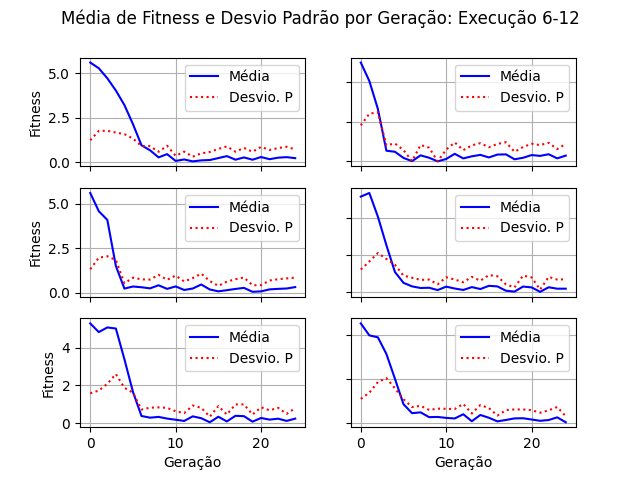 Média de Fitness e Desvio Padrão por Geração: Execução 6-12
Fitness
5.0
2.5
0.0
Média
Desvio. P
Média
Desvio. P
Fitness
5.0
2.5
0.0
Média
Desvio. P
Média
Desvio. P
Fitness
4
2
0
Média
Desvio. P
Média
Desvio. P
0
10
20
Geração
0
10
20
Geração